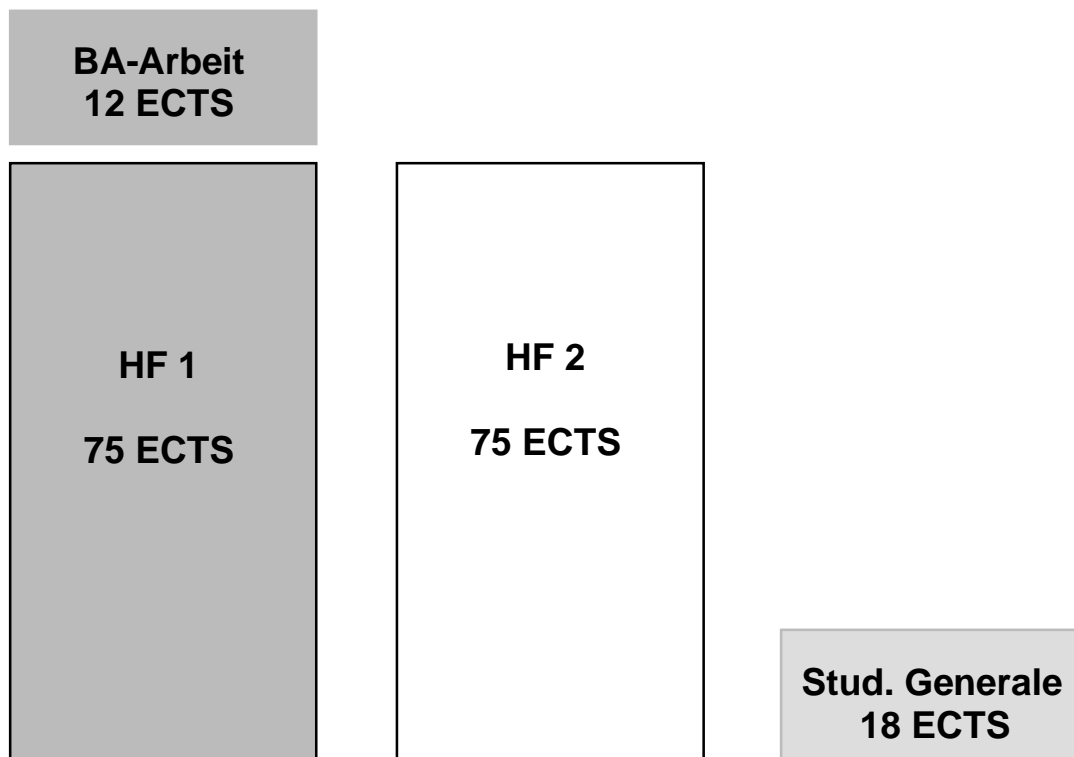 BA-Arbeit
12 ECTS
HF 1
75 ECTS
HF 2
75 ECTS
Stud. Generale
18 ECTS